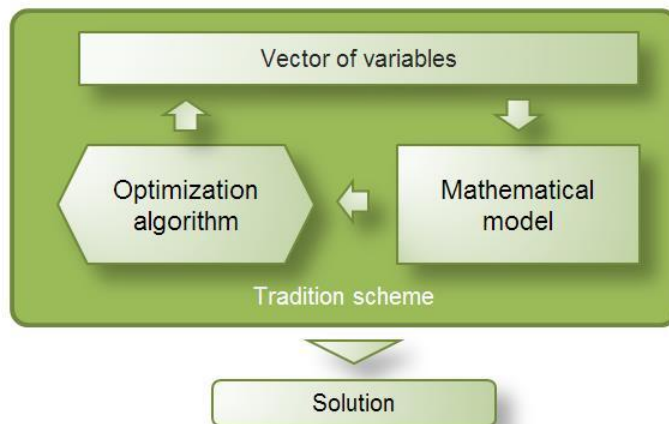 Vector of variables
Optimization
algorithm
Mathematical
model
Tradition scheme
Solution